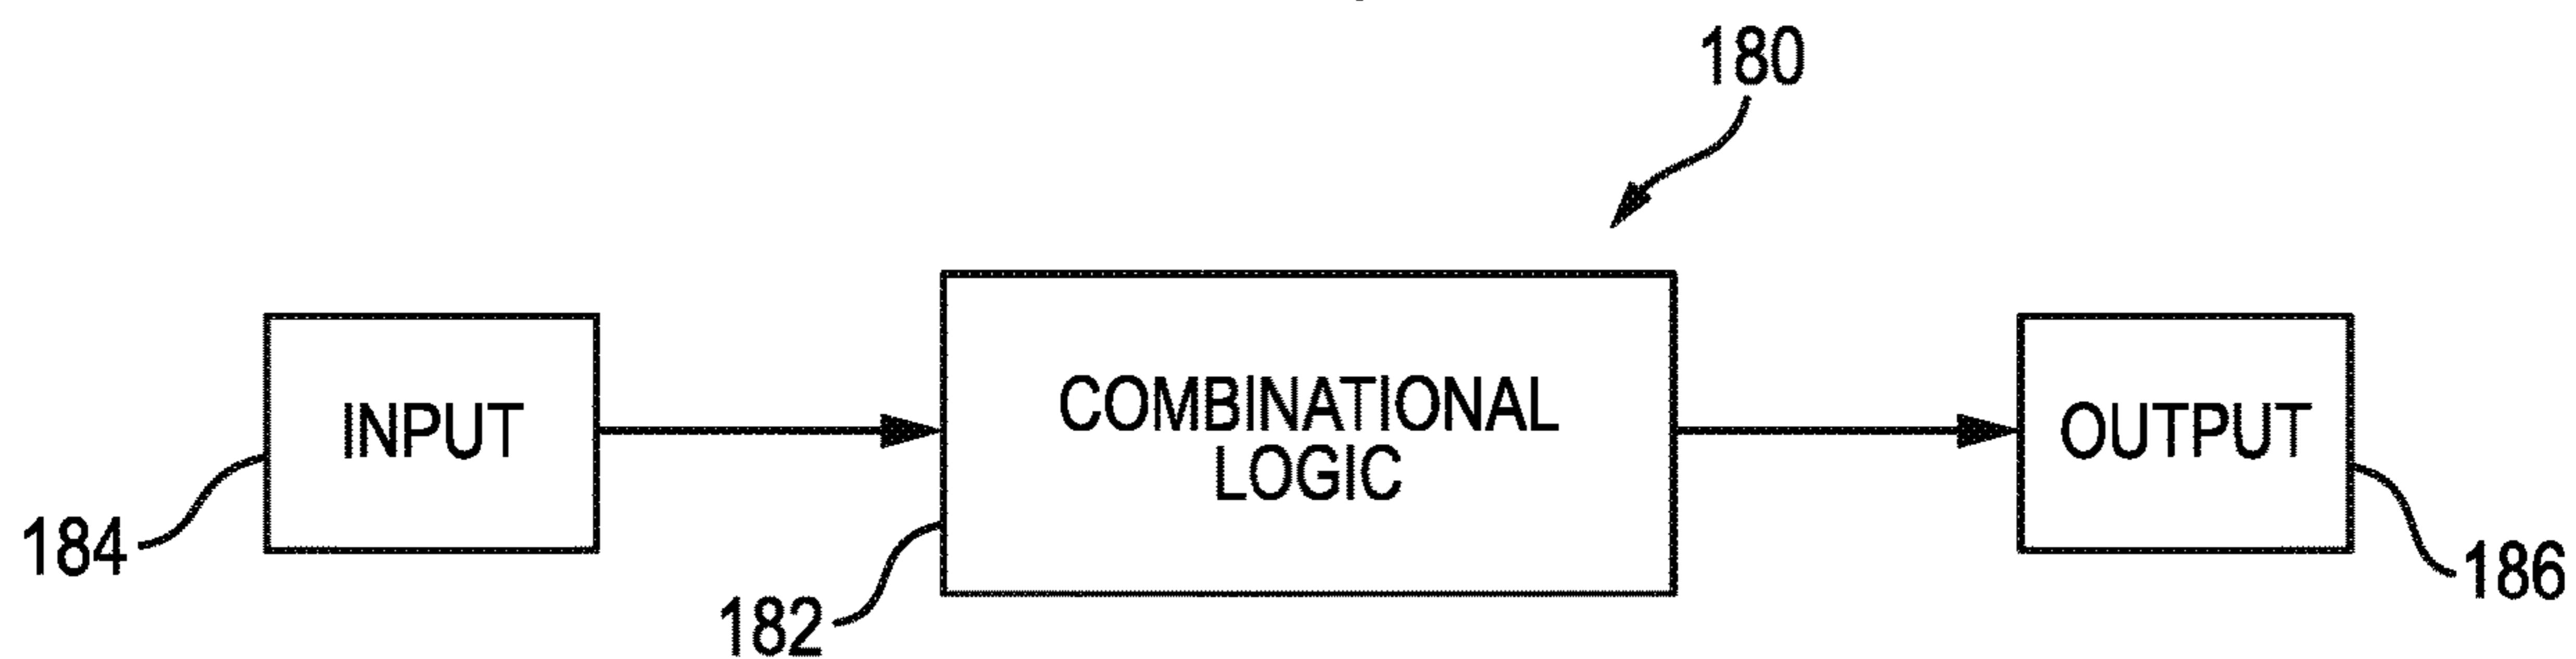 180
INPUT
COMBINATIONAL
LOGIC
OUTPUT
184
182
186